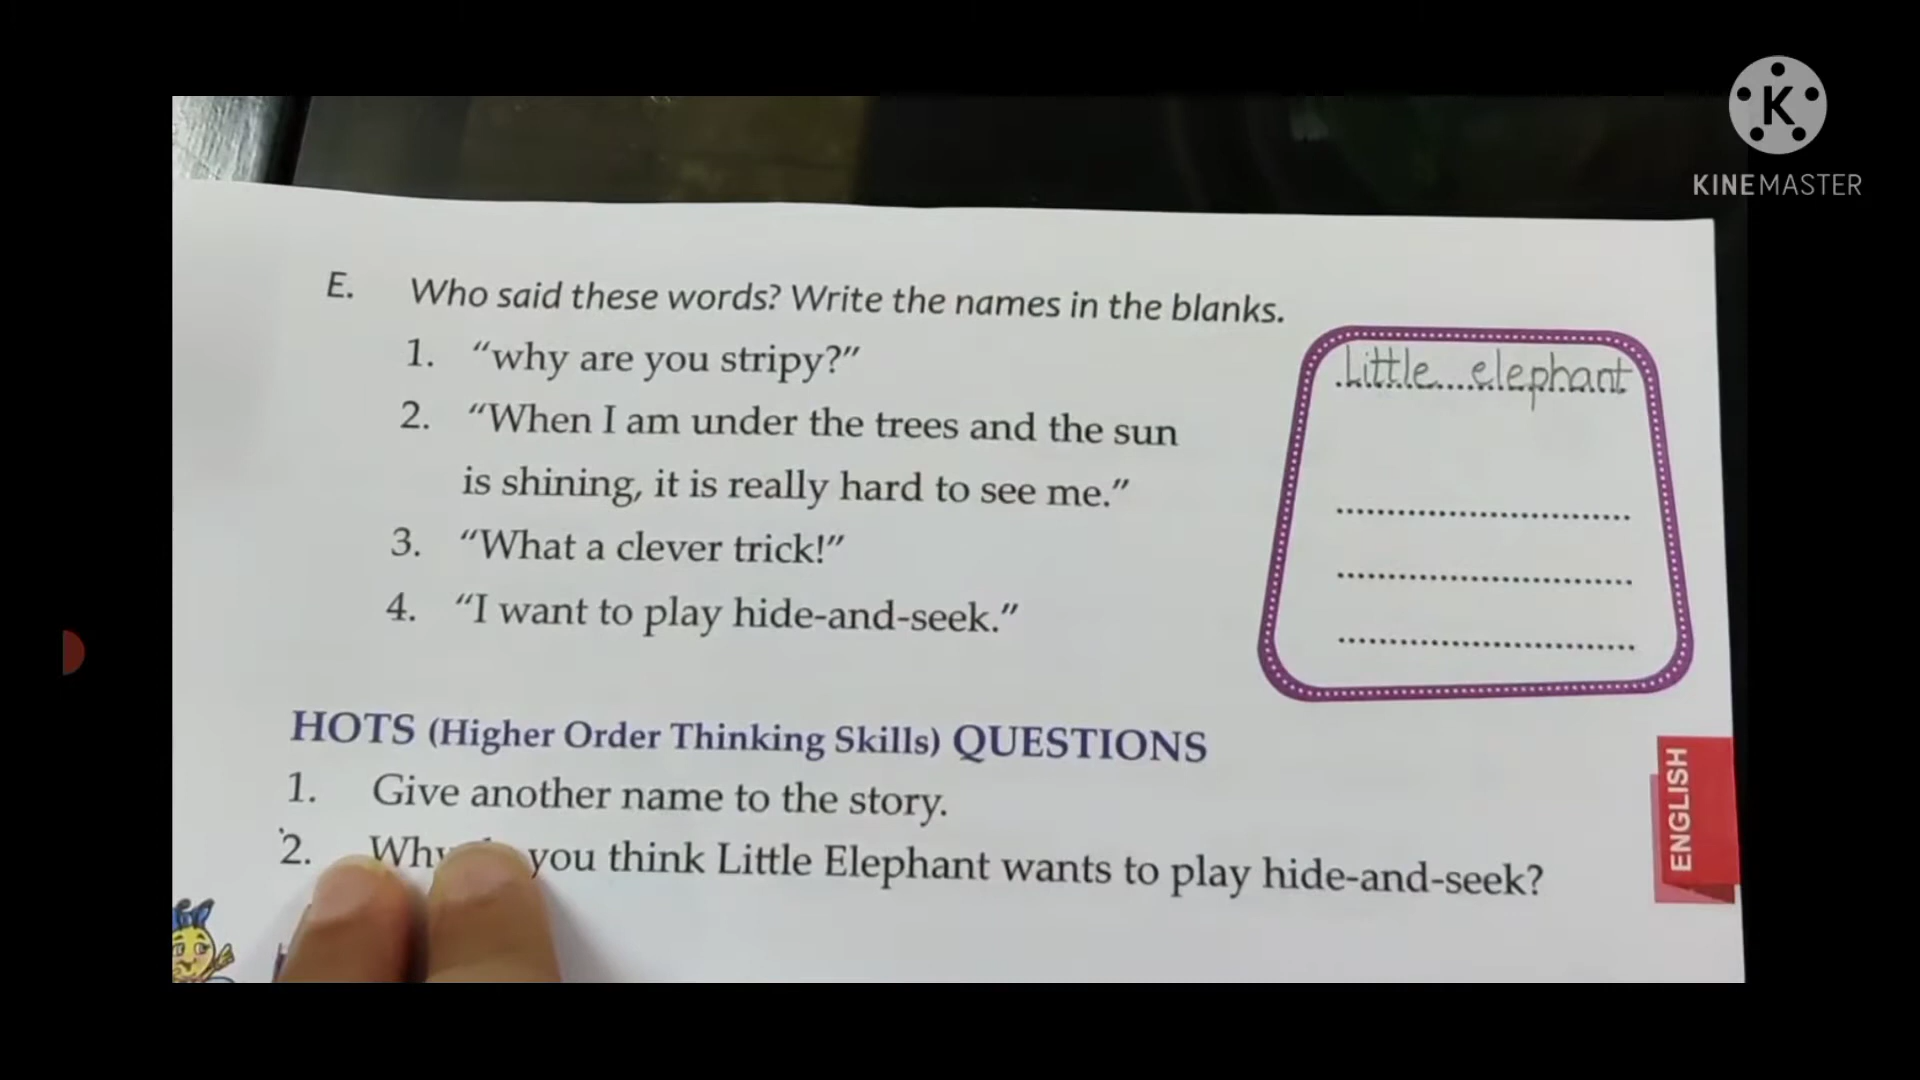 KINEMASTER
E. Who said these words? Write the names in the blanks.
1. “why are you stripy?” Little elephant
2. “When I am under the trees and the sun
is shining, it is really hard to see me.”
3. “What a clever trick!”
4. “I want to play hide-and-seek.”
HOTS (Higher Order Thinking Skills) QUESTIONS
1. Give another name to the story.
2. Why you think Little Elephant wants to play hide-and-seek?
ENGLISH